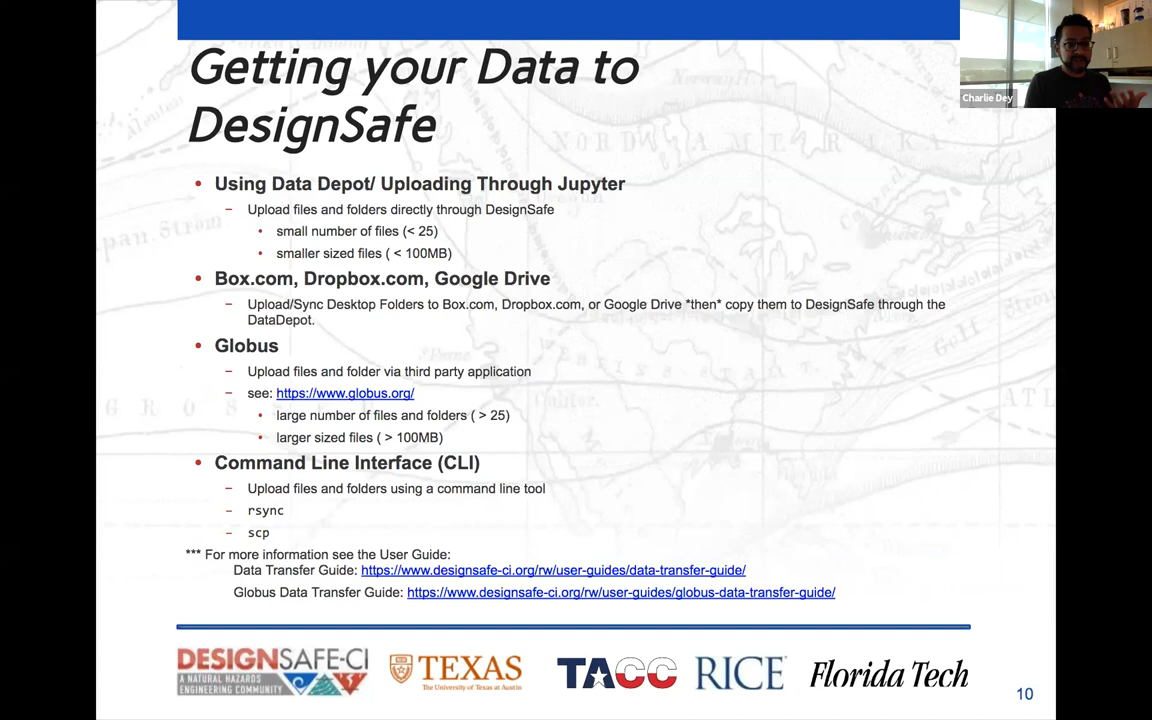 Getting your Data to
DesignSafe
Charlie Dey
• Using Data Depot/ Uploading Through Jupyter
– Upload files and folders directly through DesignSafe
• small number of files (< 25)
• smaller sized files ( < 100MB)
• Box.com, Dropbox.com, Google Drive
– Upload/Sync Desktop Folders to Box.com, Dropbox.com, or Google Drive *then* copy them to DesignSafe through the
DataDepot.
• Globus
– Upload files and folder via third party application
– see: https://www.globus.org/
• large number of files and folders ( > 25)
• larger sized files ( > 100MB)
• Command Line Interface (CLI)
– Upload files and folders using a command line tool
– rsync
– scp
*** For more information see the User Guide:
Data Transfer Guide: https://www.designsafe-ci.org/rw/user-guides/data-transfer-guide/
Globus Data Transfer Guide: https://www.designsafe-ci.org/rw/user-guides/globus-data-transfer-guide/
DESIGNSAFE-CI
A NATURAL HAZARDS
ENGINEERING COMMUNITY
TEXAS
The University of Texas at Austin
TACC
RICE
Florida Tech
10